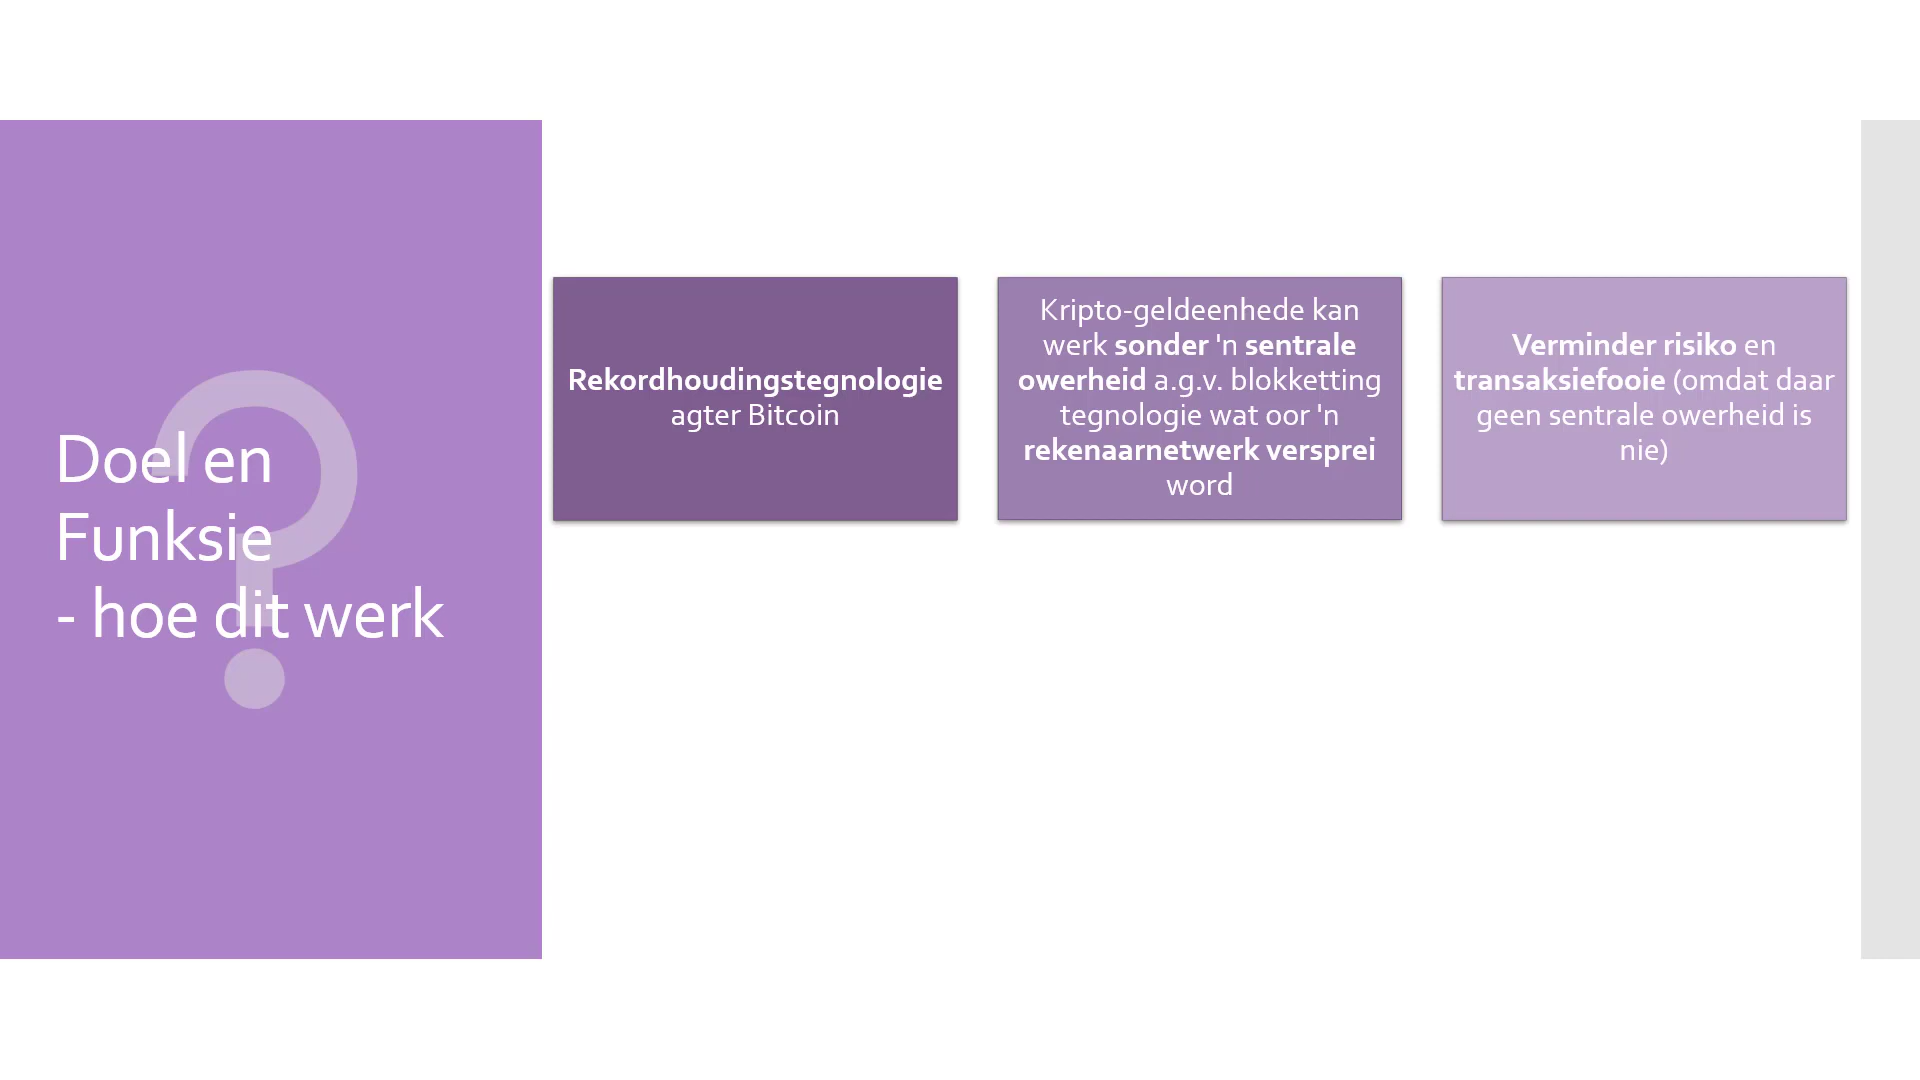 Doel en
Funksie
- hoe dit werk
Rekordhoudingstegnologie
agter Bitcoin
Kripto-geldeenhede kan
werk sonder 'n sentrale
owerheid a.g.v. blokketting
tegnologie wat oor 'n
rekenaarnetwerk versprei
word
Verminder risiko en
transaksiefooie (omdat daar
geen sentrale owerheid is
nie)